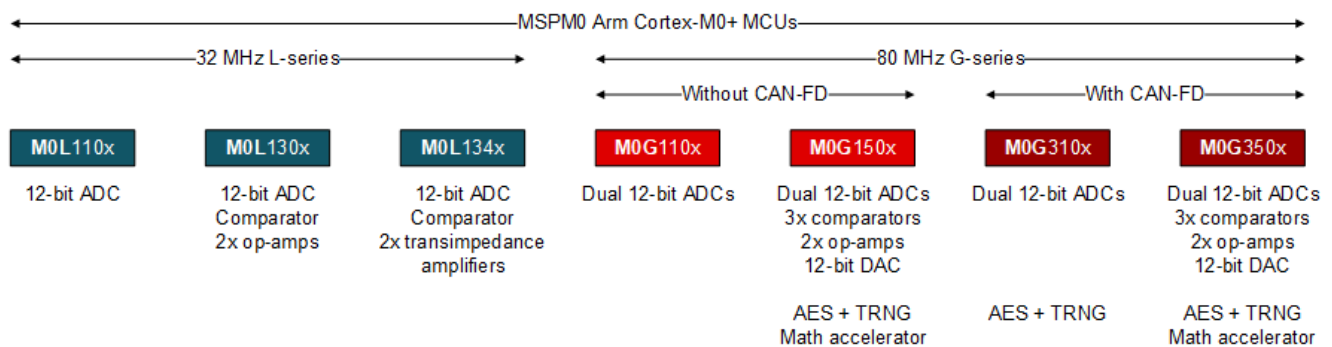 MSPM0 Arm Cortex-M0+ MCUs
32 MHz L-series
80 MHz G-series
Without CAN-FD
With CAN-FD
M0L110x
M0L130x
M0L134x
M0G110x
M0G150x
M0G310x
M0G350x
12-bit ADC
12-bit ADC
Comparator
2x op-amps
12-bit ADC
Comparator
2x transimpedance
amplifiers
Dual 12-bit ADCs
Dual 12-bit ADCs
3x comparators
2x op-amps
12-bit DAC
AES + TRNG
Math accelerator
Dual 12-bit ADCs
AES + TRNG
Dual 12-bit ADCs
3x comparators
2x op-amps
12-bit DAC
AES + TRNG
Math accelerator